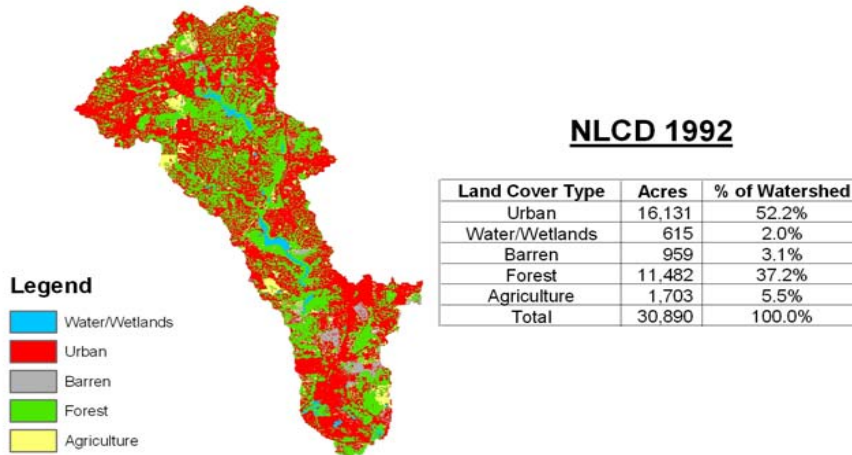 NLCD 1992
Land Cover Type Acres % of Watershed
Urban 16,131 52.2%
Water/Wetlands 615 2.0%
Barren 959 3.1%
Forest 11,482 37.2%
Agriculture 1,703 5.5%
Total 30,890 100.0%
Legend
Water/Wetlands
Urban
Barren
Forest
Agriculture